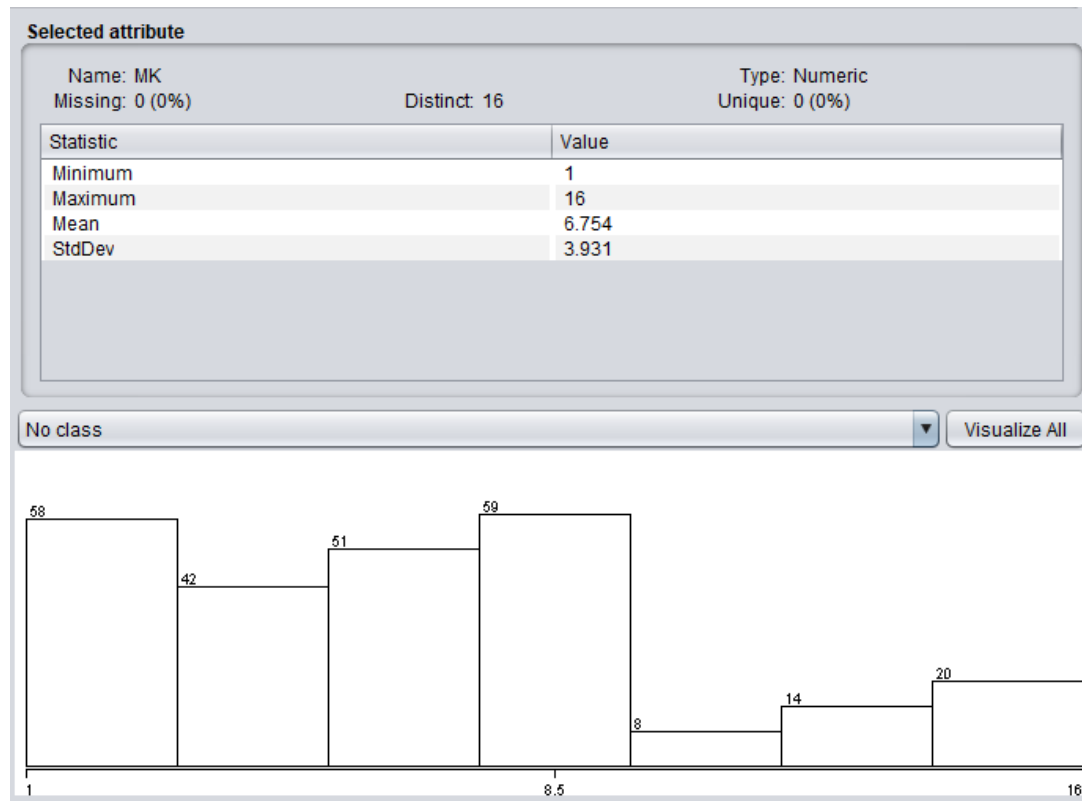 Selected attribute
Name: MK Type: Numeric
Missing: 0 (0%) Distinct: 16 Unique: 0 (0%)
Statistic Value
Minimum 1
Maximum 16
Mean 6.754
StdDev 3.931
No class Visualize All
58 42 51 59 8 14 20
1 8.5 16